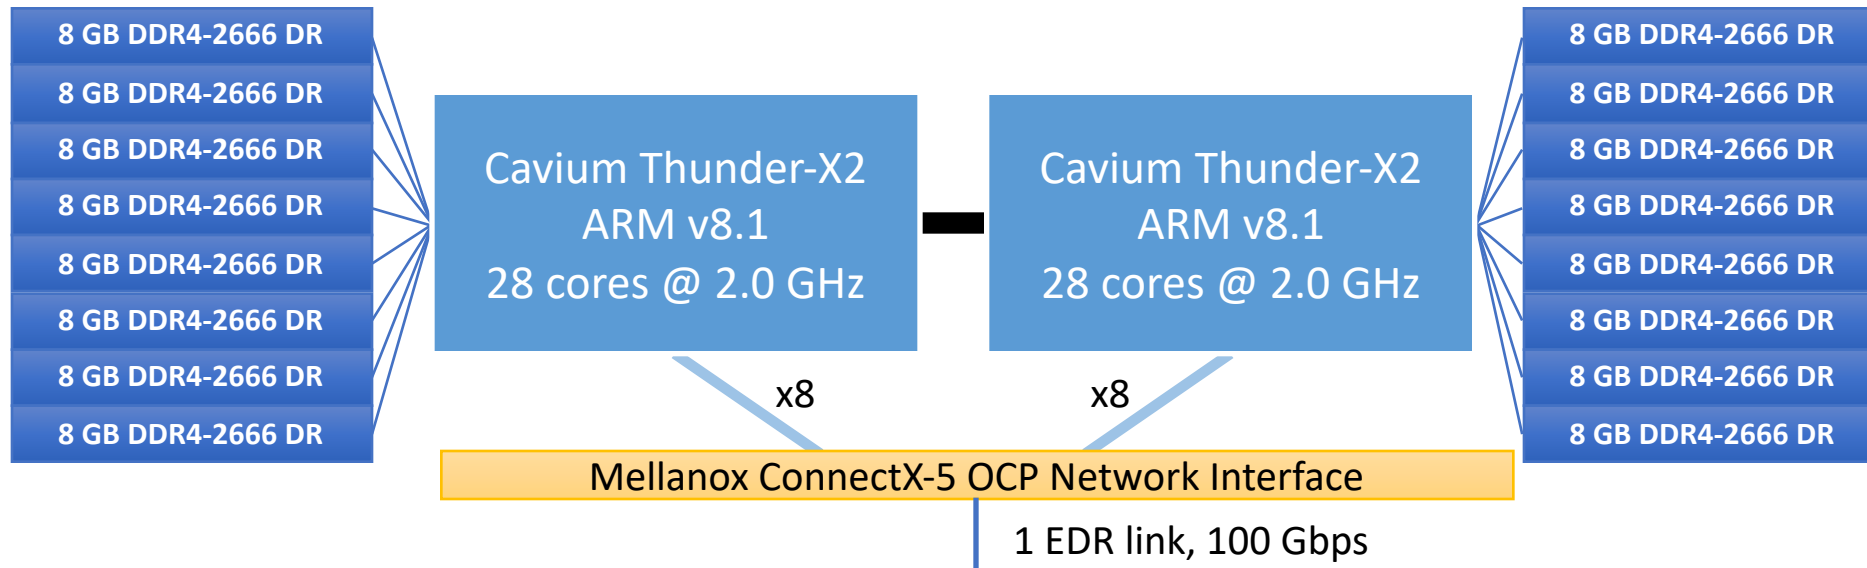 8 GB DDR4-2666 DR
8 GB DDR4-2666 DR
8 GB DDR4-2666 DR
8 GB DDR4-2666 DR
8 GB DDR4-2666 DR
8 GB DDR4-2666 DR
8 GB DDR4-2666 DR
8 GB DDR4-2666 DR
Cavium Thunder-X2
ARM v8.1
28 cores @ 2.0 GHz
Cavium Thunder-X2
ARM v8.1
28 cores @ 2.0 GHz
8 GB DDR4-2666 DR
8 GB DDR4-2666 DR
8 GB DDR4-2666 DR
8 GB DDR4-2666 DR
8 GB DDR4-2666 DR
8 GB DDR4-2666 DR
8 GB DDR4-2666 DR
8 GB DDR4-2666 DR
x8
x8
Mellanox ConnectX-5 OCP Network Interface
1 EDR link, 100 Gbps